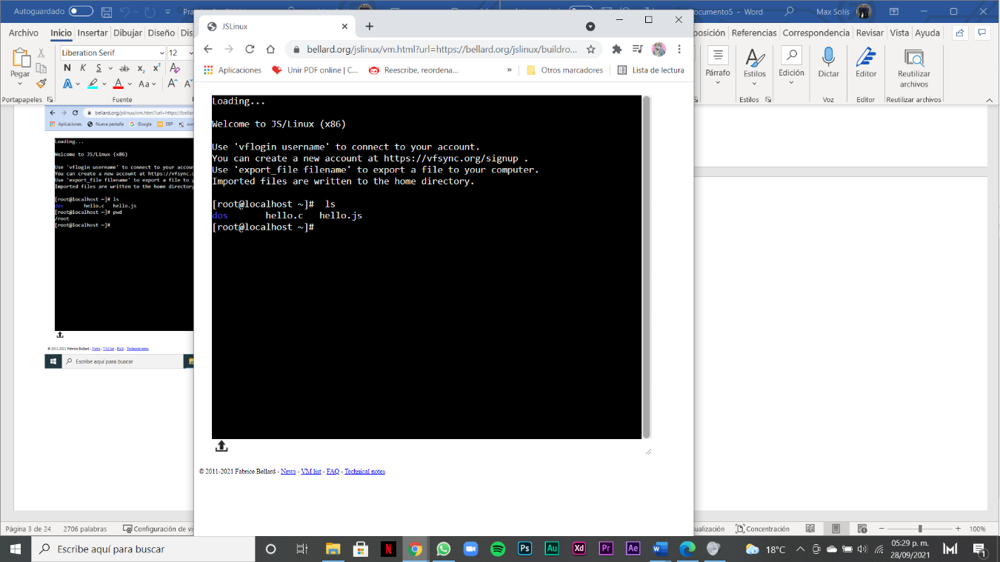 Autoguardado
Documento5 - Word
Max Solís
Archivo Inicio Insertar Dibujar Diseño Dis
posición Referencias Correspondencia Revisar Vista Ayuda
JSLinux
bellard.org/jslinux/vm.html?url=https://bellard.org/jslinux/buildro...
Aplicaciones Unir PDF online | C... Reescribe, reordena... » Otros marcadores Lista de lectura
Pegar
Liberation Serif 12
N K S ab x₂ x²
A A Aa A A
Portapapeles Fuente
Párrafo Estilos Edición Dictar Editor Reutilizar
archivos
Estilos Voz Editor Reutilizar archivos
bellard.org/jslinux/vm.html?url=https://bellar
Aplicaciones Nueva pestaña Google SEP
Loading...
Welcome to JS/Linux (x86)
Use 'vflogin username' to connect to your accoun
You can create a new account at https://vfsync.o
Use 'export_file filename' to export a file to y
Imported files are written to the home directory
[root@localhost ~]# ls
dos hello.c hello.js
[root@localhost ~]# pwd
/root
[root@localhost ~]#
© 2011-2021 Fabrice Bellard - News - VM list - FAQ - Technical notes
Escribe aquí para buscar
Loading...
Welcome to JS/Linux (x86)
Use 'vflogin username' to connect to your account.
You can create a new account at https://vfsync.org/signup .
Use 'export_file filename' to export a file to your computer.
Imported files are written to the home directory.
[root@localhost ~]#  ls
dos hello.c hello.js
[root@localhost ~]#
© 2011-2021 Fabrice Bellard - News - VM list - FAQ - Technical notes
Página 3 de 24 2706 palabras Configuración de vi
ualización Concentración 100%
Escribe aquí para buscar
N Ps Au Xd Pr Ae
18°C
05:29 p. m.
28/09/2021
1